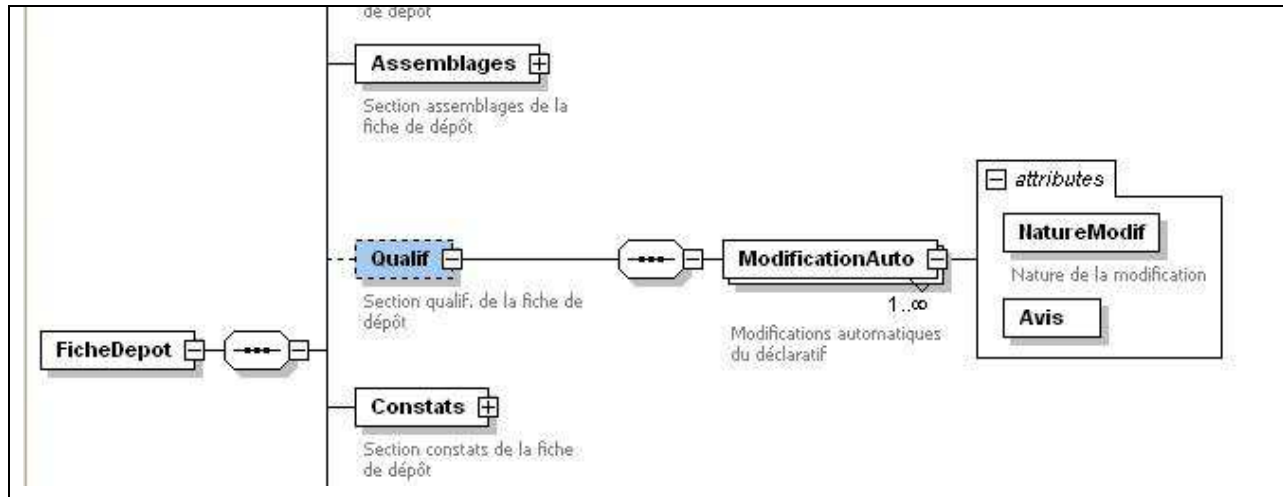 de dépôt
Assemblages
Section assemblages de la
fiche de dépôt
attributes
NatureModif
Nature de la modification
Avis
Qualif
Section qualif. de la fiche de
dépôt
ModificationAuto
1..∞
Modifications automatiques
du déclaratif
FicheDepot
Constats
Section constats de la fiche
de dépôt